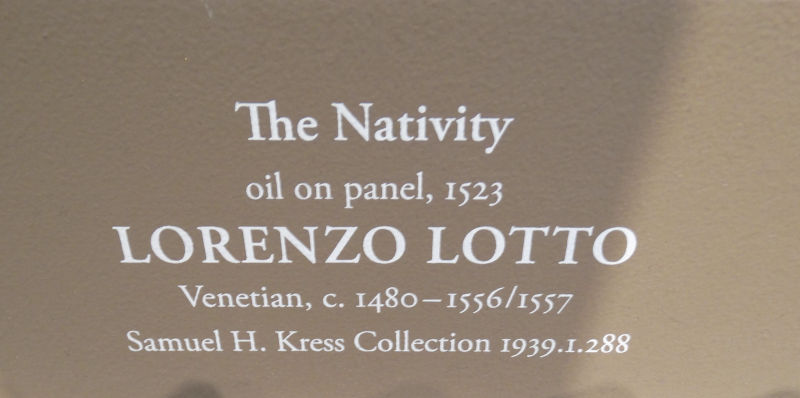 The Nativity
oil on panel, 1523
LORENZO LOTTO
Venetian, c. 1480–1556/1557
Samuel H. Kress Collection 1939.1.288